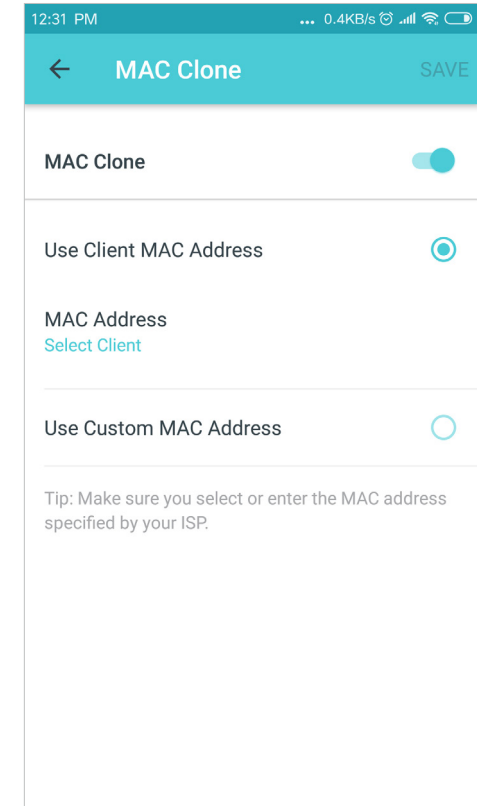 12:31 PM ... 0.4KB/s
MAC Clone SAVE
MAC Clone
Use Client MAC Address
MAC Address
Select Client
Use Custom MAC Address
Tip: Make sure you select or enter the MAC address
specified by your ISP.